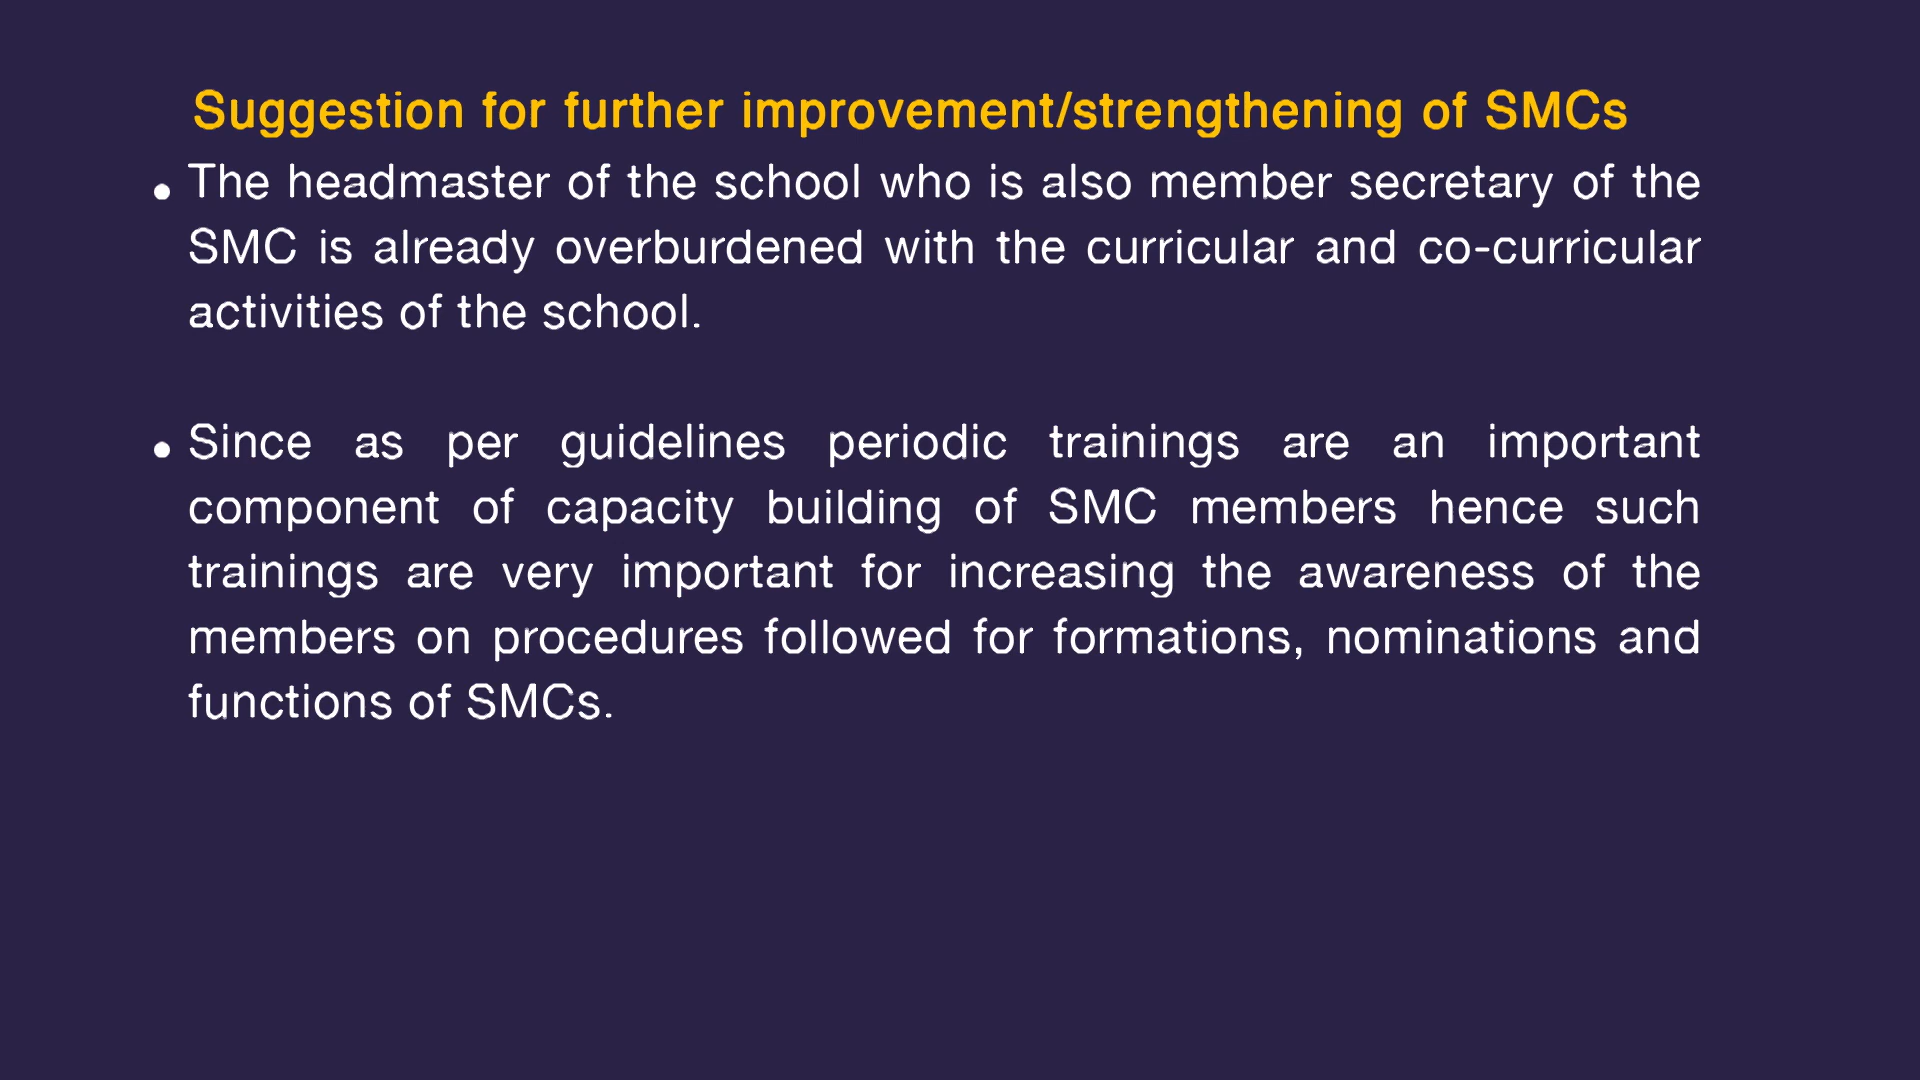 Suggestion for further improvement/strengthening of SMCs
• The headmaster of the school who is also member secretary of the
SMC is already overburdened with the curricular and co-curricular
activities of the school.
• Since as per guidelines periodic trainings are an important
component of capacity building of SMC members hence such
trainings are very important for increasing the awareness of the
members on procedures followed for formations, nominations and
functions of SMCs.